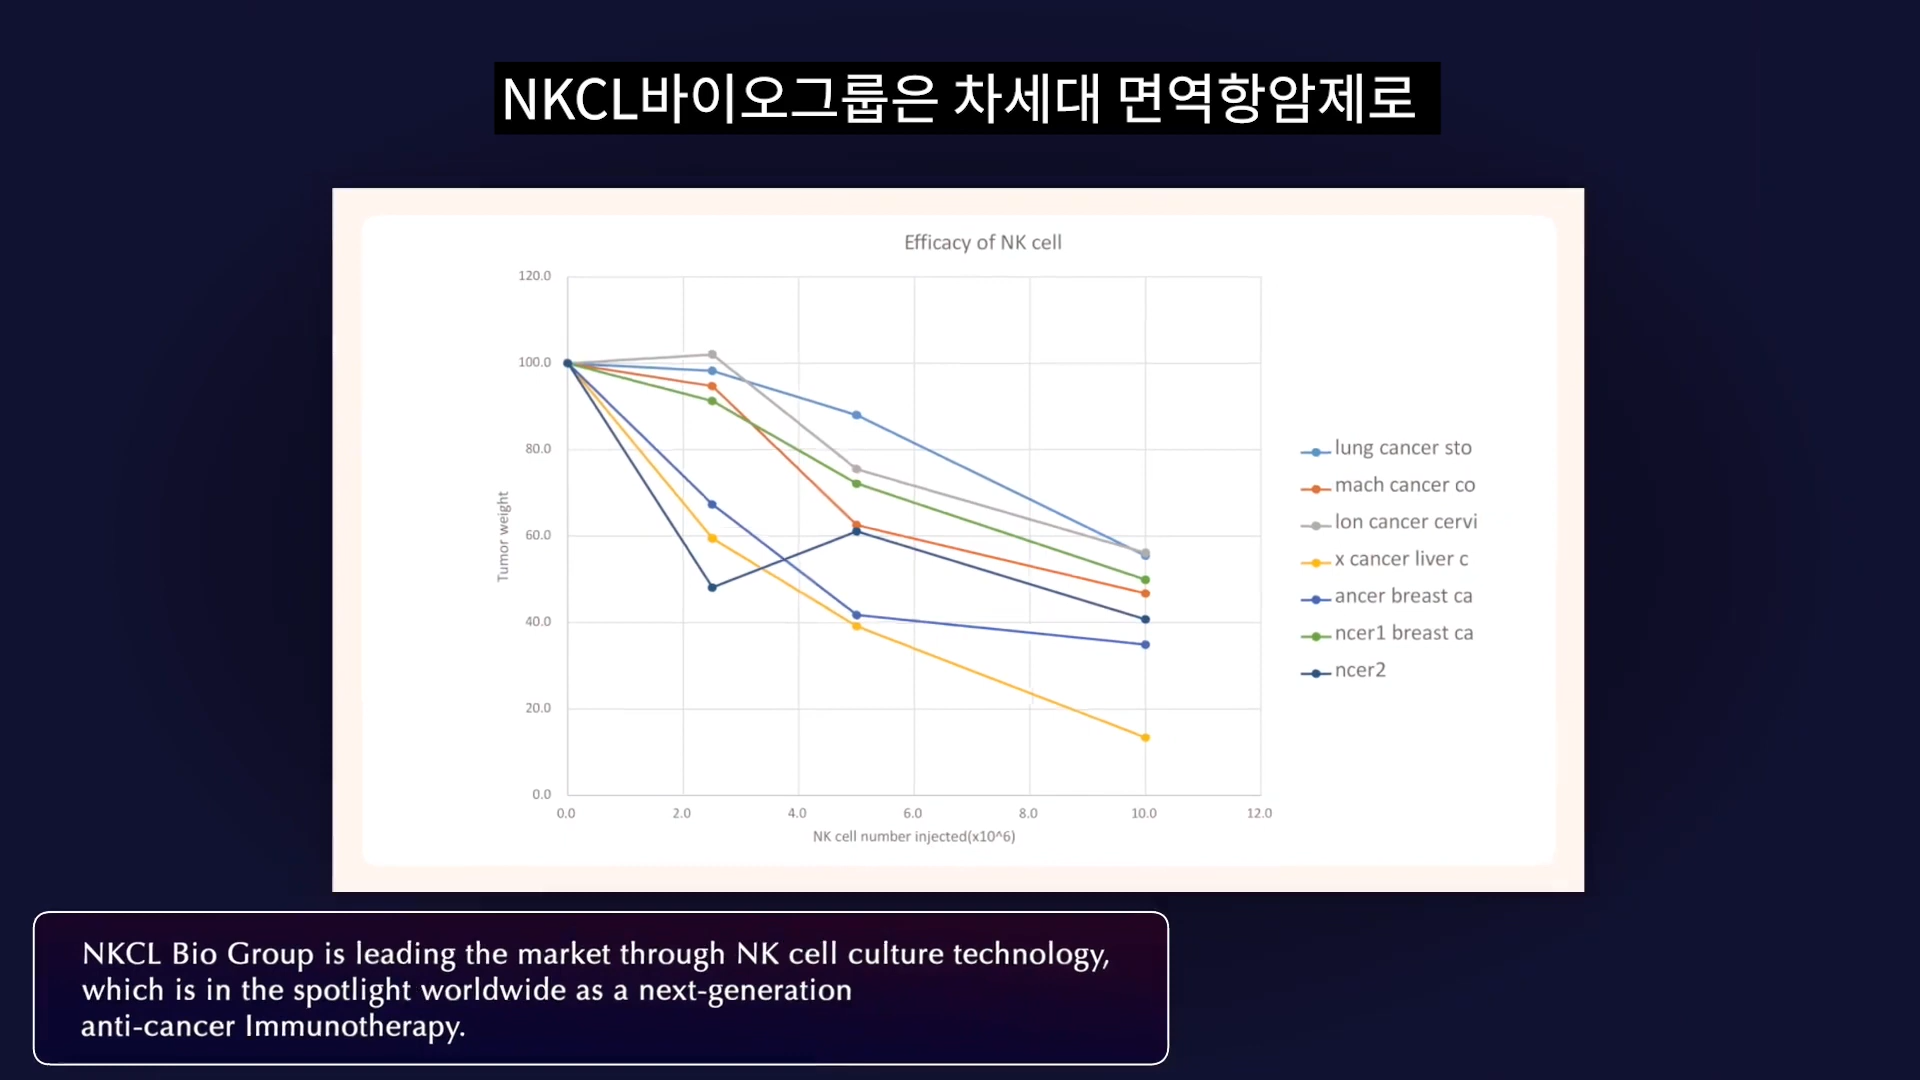 NKCL바이오그룹은 차세대 면역항암제로
Efficacy of NK cell
120.0
100.0
80.0
60.0
40.0
20.0
0.0
Tumor weight
0.0 2.0 4.0 6.0 8.0 10.0 12.0
NK cell number injected(x10^6)
lung cancer sto
mach cancer co
lon cancer cervi
x cancer liver c
ancer breast ca
ncer1 breast ca
ncer2
NKCL Bio Group is leading the market through NK cell culture technology,
which is in the spotlight worldwide as a next-generation
anti-cancer Immunotherapy.